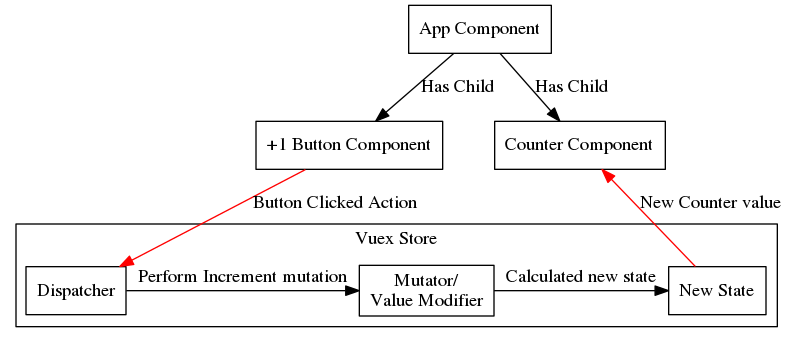 App Component
Has Child
Has Child
+1 Button Component
Counter Component
Button Clicked Action
New Counter value
Vuex Store
Dispatcher
Perform Increment mutation
Mutator/
Value Modifier
Calculated new state
New State